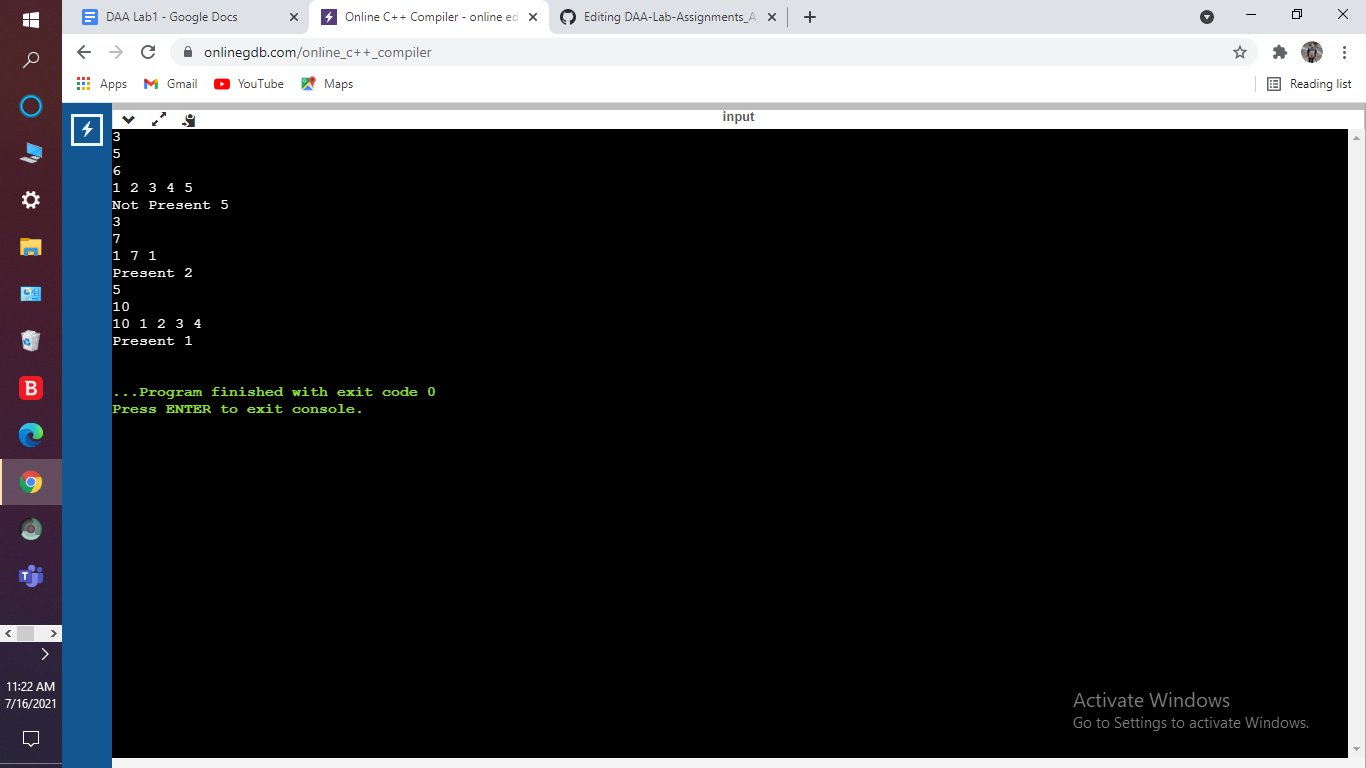 DAA Lab1 - Google Docs
Online C++ Compiler - online ed
Editing DAA-Lab-Assignments_A
onlinegdb.com/online_c++_compiler
Apps
Gmail
YouTube
Maps
Reading list
input
3
5
6
1 2 3 4 5
Not Present 5
3
7
1 7 1
Present 2
5
10
10 1 2 3 4
Present 1
...Program finished with exit code 0
Press ENTER to exit console.
B
T
11:22 AM
7/16/2021
Activate Windows
Go to Settings to activate Windows.